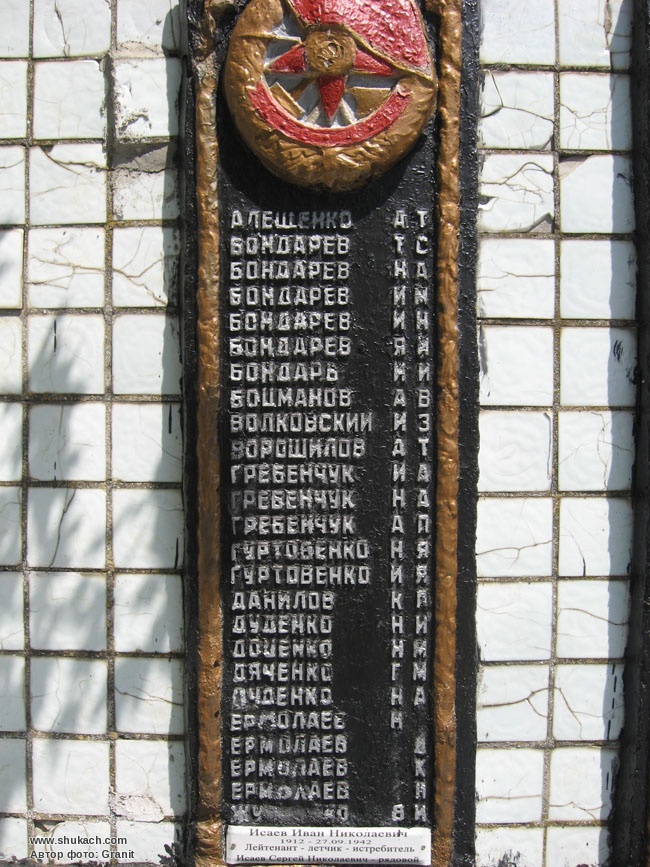 АЛЕЩЕНКО А Т
БОНДАРЕВ Т С
БОНДАРЕВ Н А
БОНДАРЕВ И М
БОНДАРЕВ И Н
БОНДАРЕВ Я И
БОНДАРЬ Н И
БОЦМАНОВ А В
ВОЛКОВСКИЙ И З
ВОРОШИЛОВ А Т
ГРЕБЕНЧУК И А
ГРЕБЕНЧУК Н А
ГРЕБЕНЧУК А П
ГУРТОВЕНКО Н Я
ГУРТОВЕНКО И Я
ДАНИЛОВ К П
ДУДЕНКО Н И
ДОЦЕНКО Н М
ДЯЧЕНКО Г М
ДУДЕНКО Н А
ЕРМОЛАЕВ Н
ЕРМОЛАЕВ
ЕРМОЛАЕВ К
ЕРМОЛАЕВ
В И
Исаев Иван Николаевич
1912 - 27.09.1942
Лейтенант - летчик - истребитель
Исаев Сергей Николаевич - рядовой
www.shukach.com
Автор фото: Granit